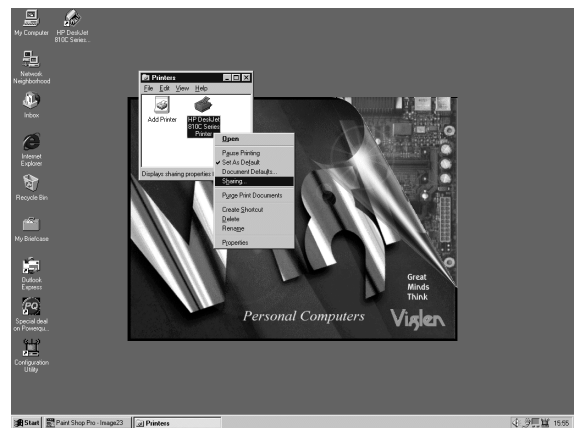 My Computer
HP DeskJet
810C Series...
Network
Neighborhood
Inbox
Internet
Explorer
Recycle Bin
My Briefcase
Outlook
Express
Special deal
on Powerqu...
Configuration
Utility
Printers
File Edit View Help
Add Printer
HP DeskJet
810C Series
Printer
Displays sharing properties
Open
Pause Printing
Set As Default
Document Defaults...
Sharing...
Purge Print Documents
Create Shortcut
Delete
Rename
Properties
Great
Minds
Think
Personal Computers
Viglen
Start
Paint Shop Pro - Image23
Printers
15:55